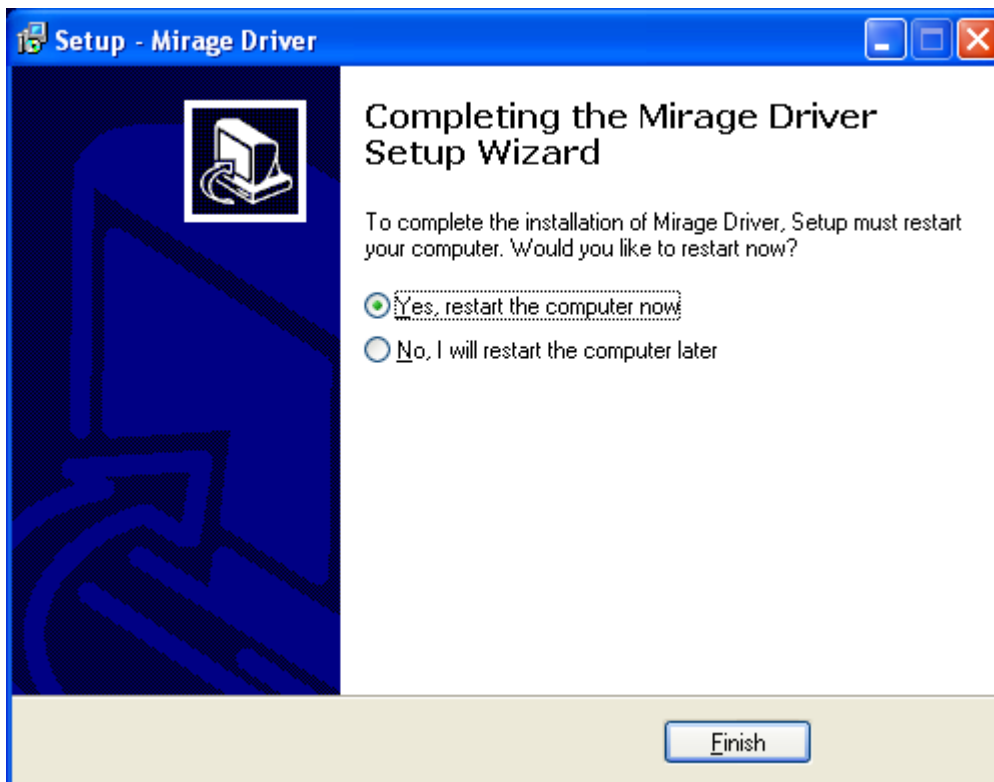 Setup - Mirage Driver
Completing the Mirage Driver
Setup Wizard
To complete the installation of Mirage Driver, Setup must restart
your computer. Would you like to restart now?
Yes, restart the computer now
No, I will restart the computer later
Finish